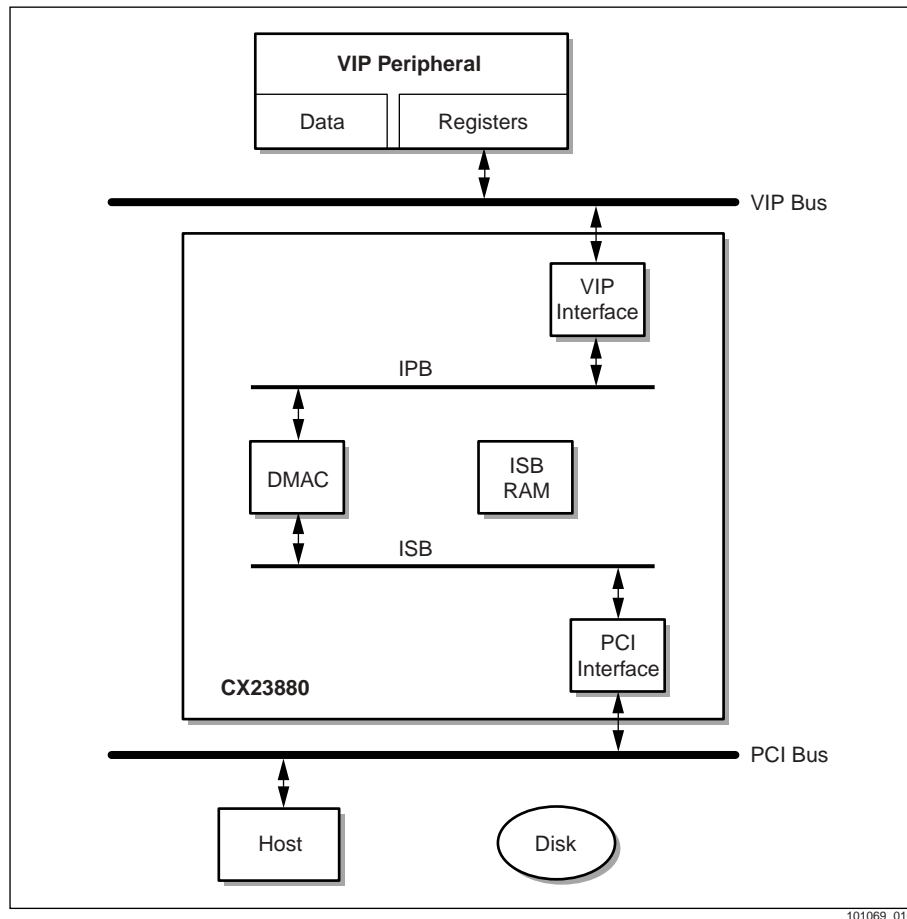 VIP Peripheral
Data
Registers
VIP Bus
VIP
Interface
IPB
DMAC
ISB
RAM
ISB
PCI
Interface
CX23880
PCI Bus
Host
Disk
101069_01